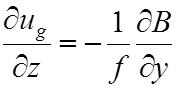 ∂u_g/∂z = −(1/f) ∂B/∂y